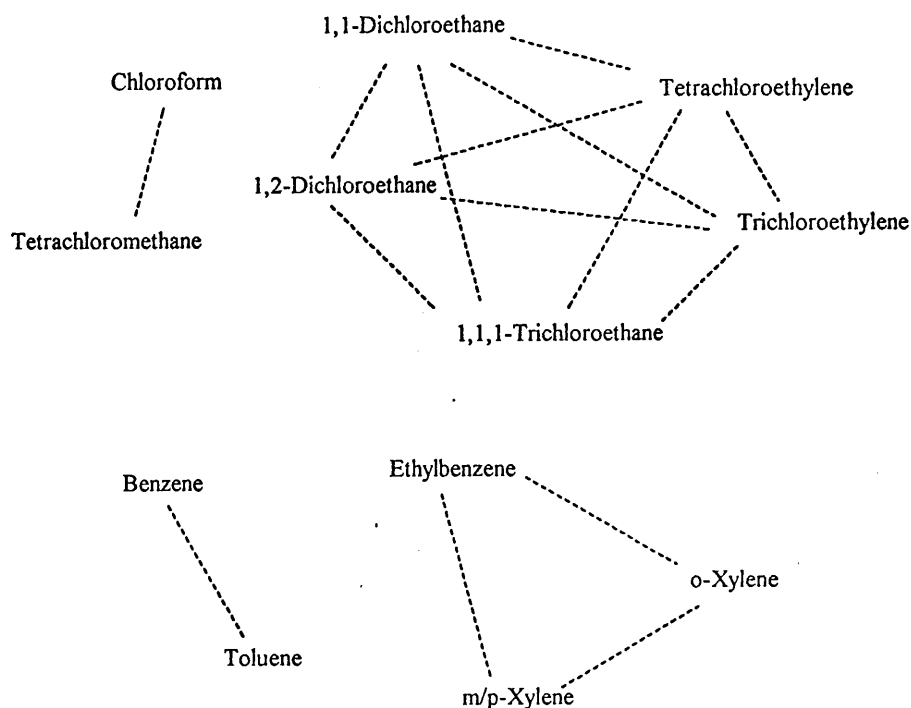 1,1-Dichloroethane
Chloroform
Tetrachloroethylene
1,2-Dichloroethane
Trichloroethylene
Tetrachloromethane
1,1,1-Trichloroethane
Ethylbenzene
Benzene
o-Xylene
Toluene
m/p-Xylene